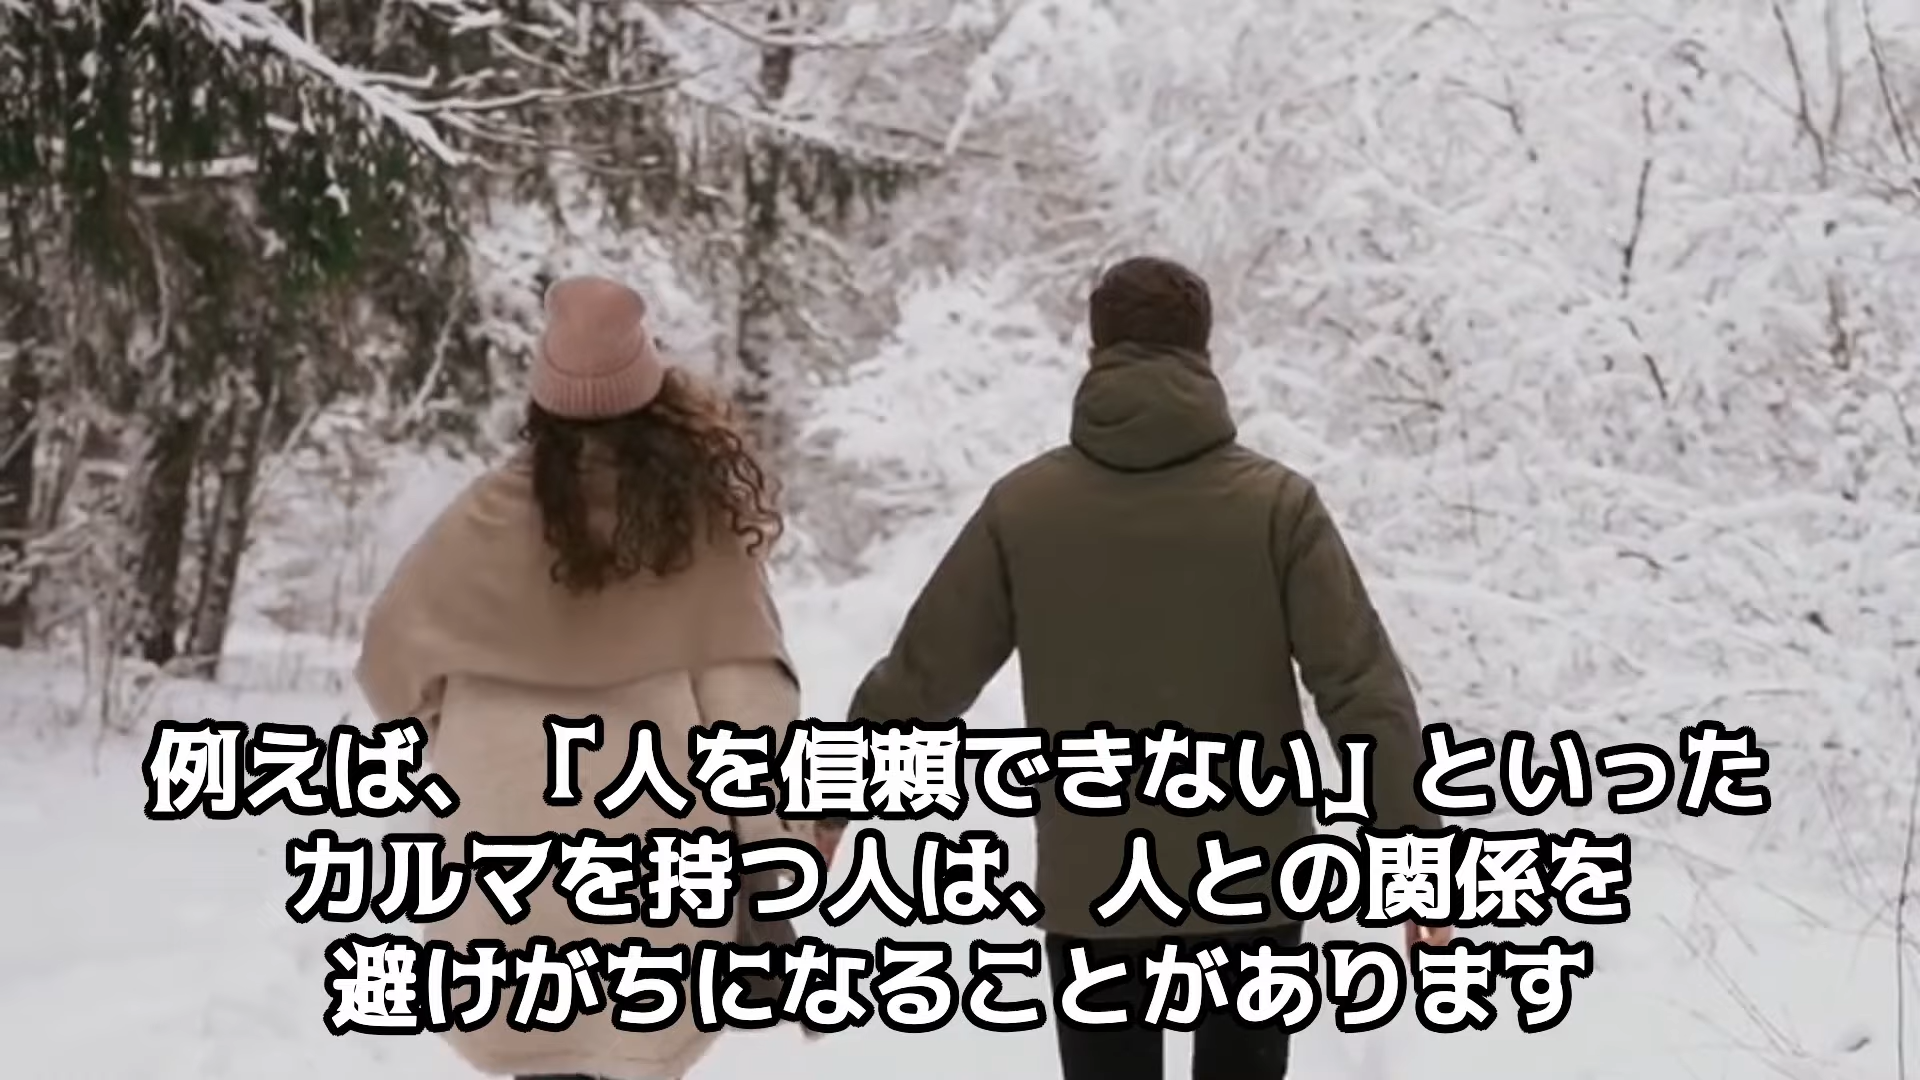 例えば、「人を信頼できない」といった
カルマを持つ人は、人との関係を
避けがちになることがあります